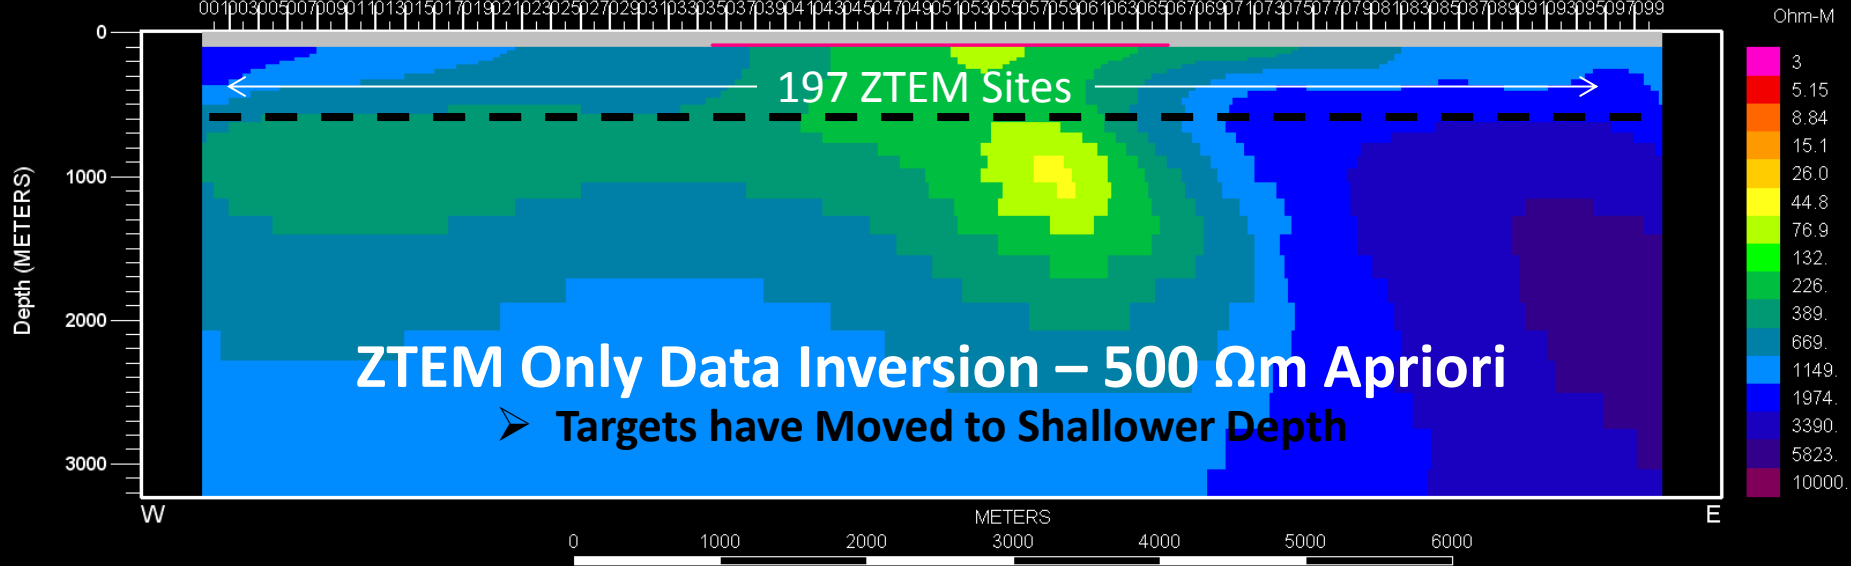 001003005007009011013015017019021023025027029031033035037039041043045047049051053055057059061063065067069071073075077079081083085087089091093095097099
Ohm-M
0
1000
2000
3000
Depth (METERS)
197 ZTEM Sites
ZTEM Only Data Inversion – 500 Ωm Apriori
➢ Targets have Moved to Shallower Depth
3
5.15
8.84
15.1
26.0
44.8
76.9
132.
226.
389.
669.
1149.
1974.
3390.
5823.
10000.
W
METERS
E
0 1000 2000 3000 4000 5000 6000